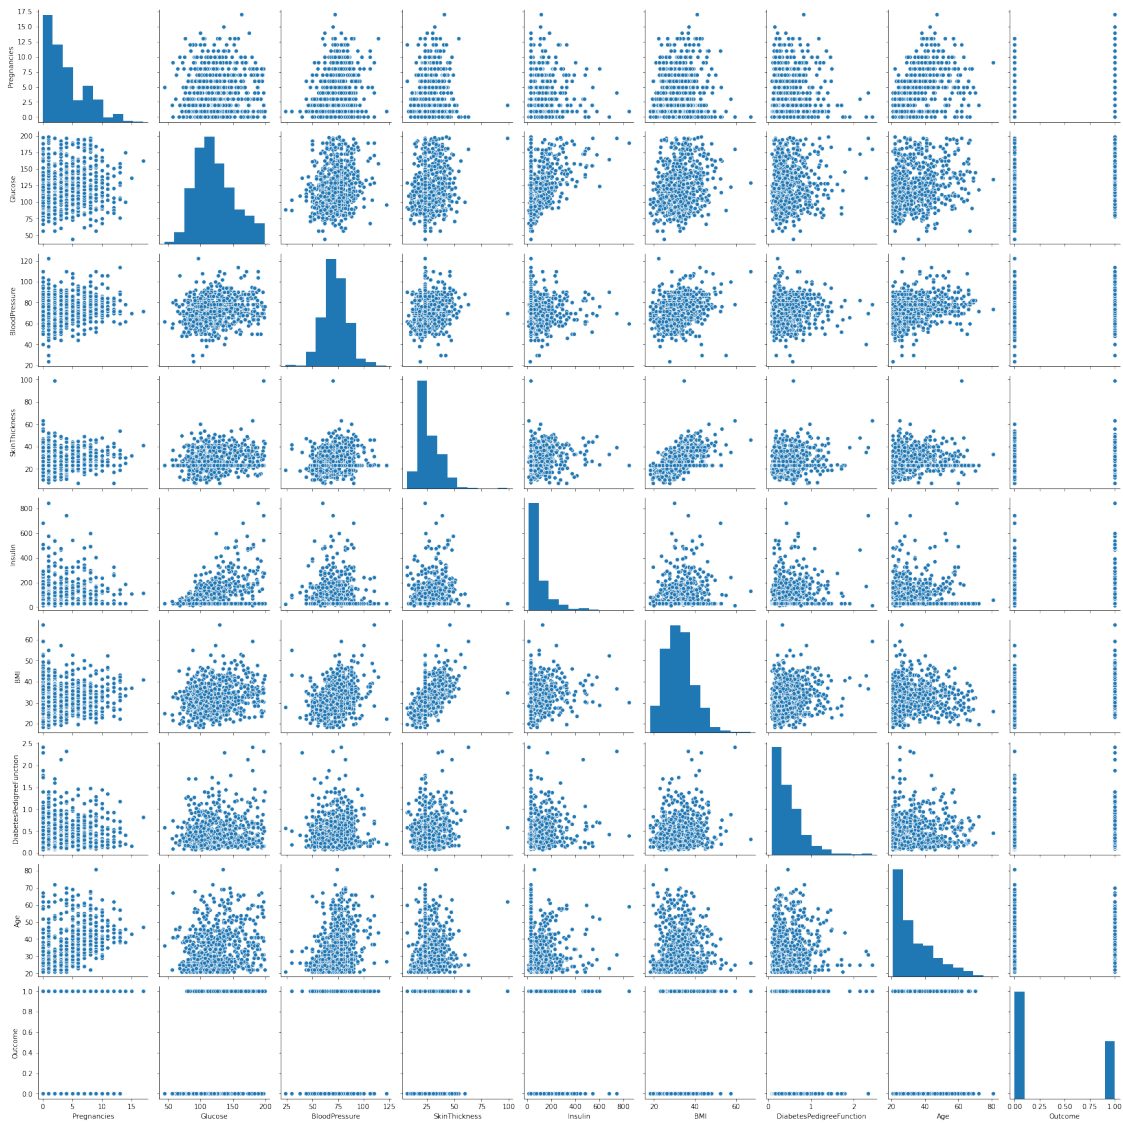 17.5
15.0
12.5
10.0
7.5
5.0
2.5
0.0
Pregnancies
200
175
150
125
100
75
50
Glucose
120
100
80
60
40
20
BloodPressure
100
80
60
40
20
SkinThickness
800
600
400
200
0
Insulin
60
50
40
30
20
BMI
2.5
2.0
1.5
1.0
0.5
0.0
DiabetesPedigreeFunction
80
70
60
50
40
30
20
Age
1.0
0.8
0.6
0.4
0.2
0.0
Outcome
0 5 10 15
Pregnancies
50 100 150 200
Glucose
25 50 75 100 125
BloodPressure
25 50 75 100
SkinThickness
0 200 400 600 800
Insulin
20 40 60
BMI
0 1 2
DiabetesPedigreeFunction
20 40 60 80
Age
0.00 0.25 0.50 0.75 1.00
Outcome